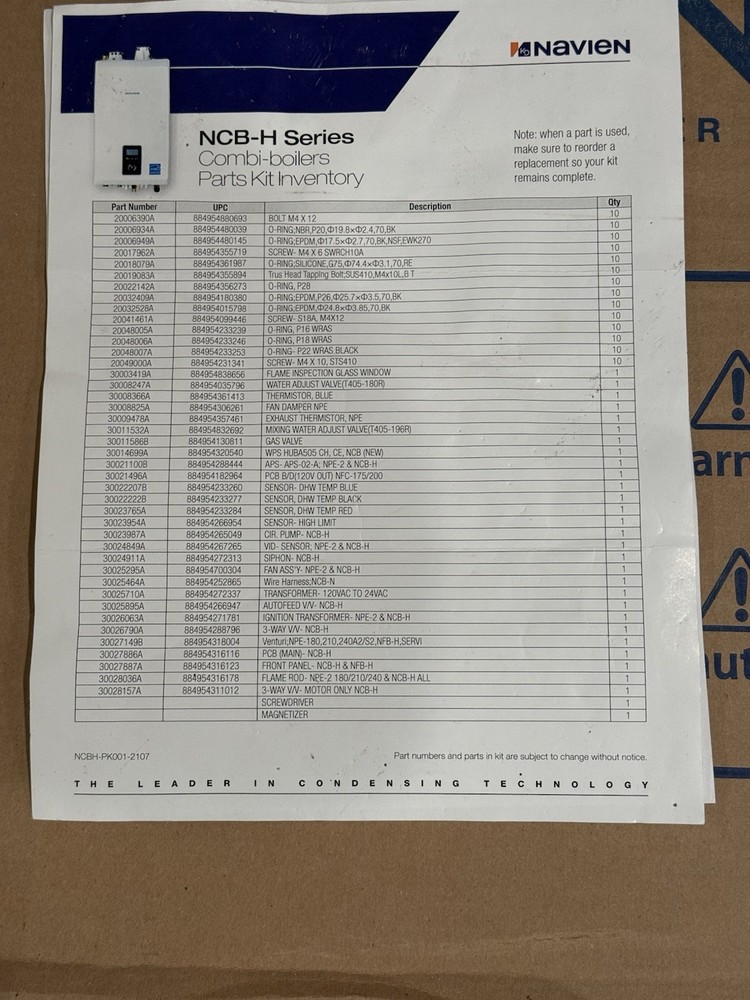 NAVIEN
NCB-H Series
Combi-boilers
Parts Kit Inventory
Note: when a part is used,
make sure to reorder a
replacement so your kit
remains complete.
Part Number UPC Description Qty
20006390A 884954880693 BOLT M4 X 12 10
20006934A 884954480039 O-RING;NBR,P20,Φ19.8×Φ2.4,70,BK 10
20006949A 884954480145 O-RING;EPDM,Φ17.5×Φ2.7,70,BK,NSF,EWK270 10
20017962A 884954355719 SCREW- M4 X 6 SWRCH10A 10
20018079A 884954361987 O-RING;SILICONE,G75,Φ74.4×Φ3.1,70,RE 10
20019083A 884954355894 Trus Head Tapping Bolt;SUS410,M4x10L,B T 10
20022142A 884954356273 O-RING, P28 10
20032409A 884954180380 O-RING;EPDM,P26,Φ25.7×Φ3.5,70,BK 10
20032528A 884954015798 O-RING;EPDM,Φ24.8×Φ3.85,70,BK 10
20041461A 884954099446 SCREW- S18A, M4X12 10
20048005A 884954233239 O-RING, P16 WRAS 10
20048006A 884954233246 O-RING, P18 WRAS 10
20048007A 884954233253 O-RING- P22 WRAS BLACK 10
20049000A 884954231341 SCREW- M4 X 10, STS410 10
30003419A 884954838656 FLAME INSPECTION GLASS WINDOW 1
30008247A 884954035796 WATER ADJUST VALVE(T405-180R) 1
30008366A 884954361413 THERMISTOR, BLUE 1
30008825A 884954306261 FAN DAMPER NPE 1
30009478A 884954357461 EXHAUST THERMISTOR, NPE 1
30011532A 884954832692 MIXING WATER ADJUST VALVE(T405-196R) 1
30011586B 884954130811 GAS VALVE 1
30014699A 884954320540 WPS HUBA505 CH, CE, NCB (NEW) 1
30021100B 884954288444 APS- APS-02-A; NPE-2 & NCB-H 1
30021496A 884954182964 PCB B/D(120V OUT) NFC-175/200 1
30022207B 884954233260 SENSOR- DHW TEMP BLUE 1
30022222B 884954233277 SENSOR, DHW TEMP BLACK 1
30023765A 884954233284 SENSOR, DHW TEMP RED 1
30023954A 884954266954 SENSOR- HIGH LIMIT 1
30023987A 884954265049 CIR. PUMP- NCB-H 1
30024849A 884954267265 VID- SENSOR; NPE-2 & NCB-H 1
30024911A 884954272313 SIPHON- NCB-H 1
30025295A 884954700304 FAN ASS'Y- NPE-2 & NCB-H 1
30025464A 884954252865 Wire Harness;NCB-N 1
30025710A 884954272337 TRANSFORMER- 120VAC TO 24VAC 1
30025895A 884954266947 AUTOFEED V/V- NCB-H 1
30026063A 884954271781 IGNITION TRANSFORMER- NPE-2 & NCB-H 1
30026790A 884954288796 3-WAY V/V- NCB-H 1
30027149B 884954318004 Venturi;NPE-180,210,240A2/S2,NFB-H,SERVI 1
30027886A 884954316116 PCB (MAIN)- NCB-H 1
30027887A 884954316123 FRONT PANEL- NCB-H & NFB-H 1
30028036A 884954316178 FLAME ROD- NPE-2 180/210/240 & NCB-H ALL 1
30028157A 884954311012 3-WAY V/V- MOTOR ONLY NCB-H 1
SCREWDRIVER 1
MAGNETIZER 1
NCBH-PK001-2107 Part numbers and parts in kit are subject to change without notice.
THE LEADER IN CONDENSING TECHNOLOGY